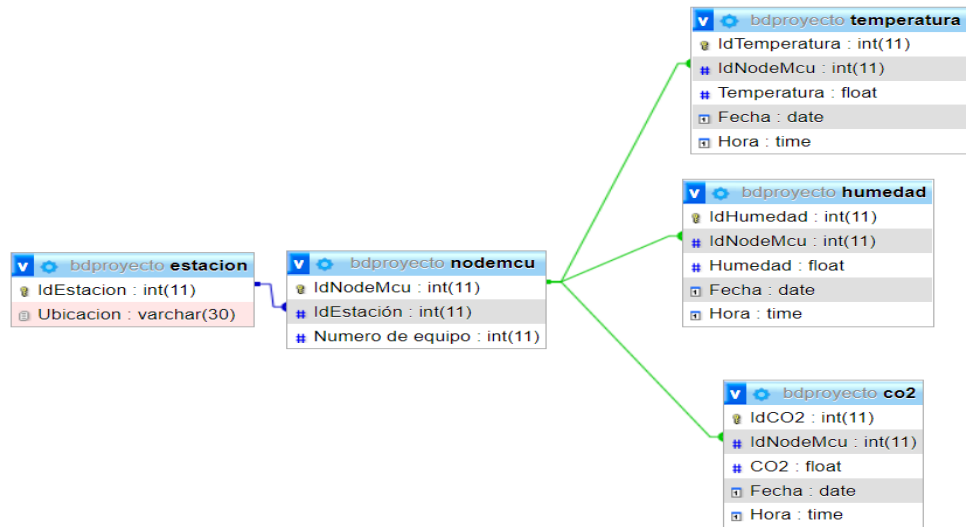 v bdproyecto temperatura
IdTemperatura : int(11)
# IdNodeMcu : int(11)
# Temperatura : float
Fecha : date
Hora : time
v bdproyecto humedad
IdHumedad : int(11)
# IdNodeMcu : int(11)
# Humedad : float
Fecha : date
Hora : time
v bdproyecto estacion
IdEstacion : int(11)
Ubicacion : varchar(30)
v bdproyecto nodemcu
IdNodeMcu : int(11)
# IdEstación : int(11)
# Numero de equipo : int(11)
v bdproyecto co2
IdCO2 : int(11)
# IdNodeMcu : int(11)
# CO2 : float
Fecha : date
Hora : time